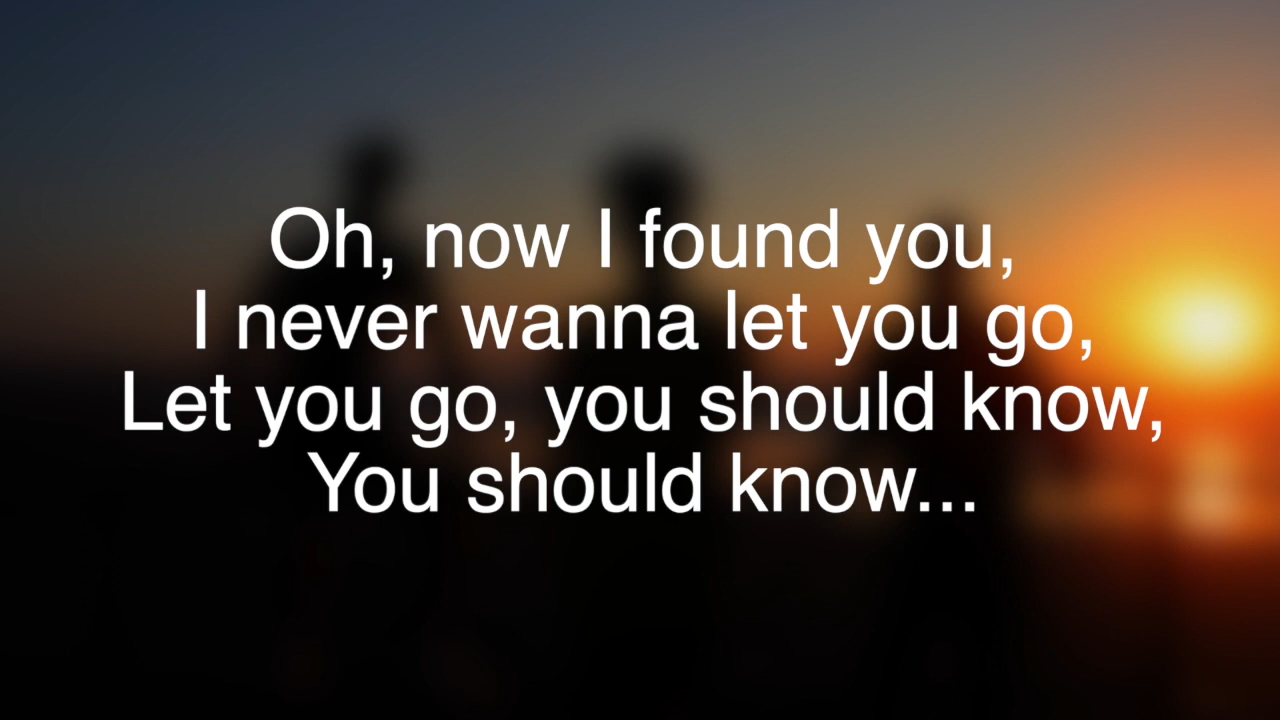 Oh, now I found you,
I never wanna let you go,
Let you go, you should know,
You should know...